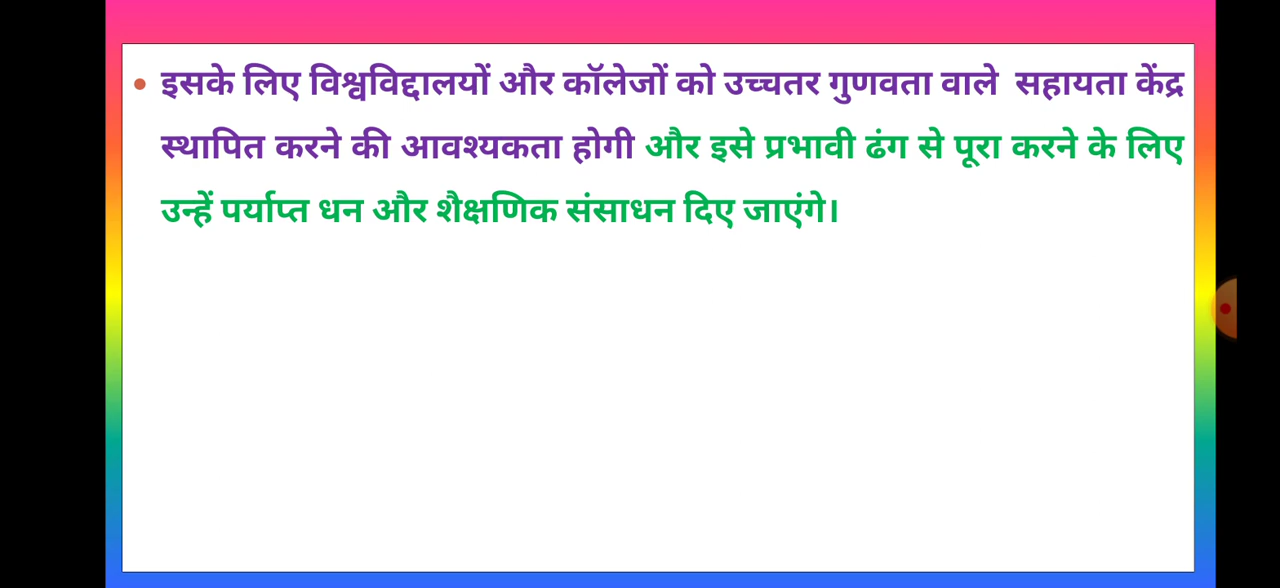 • इसके लिए विश्वविद्दालयों और कॉलेजों को उच्चतर गुणवता वाले सहायता केंद्र
स्थापित करने की आवश्यकता होगी और इसे प्रभावी ढंग से पूरा करने के लिए
उन्हें पर्याप्त धन और शैक्षणिक संसाधन दिए जाएंगे।